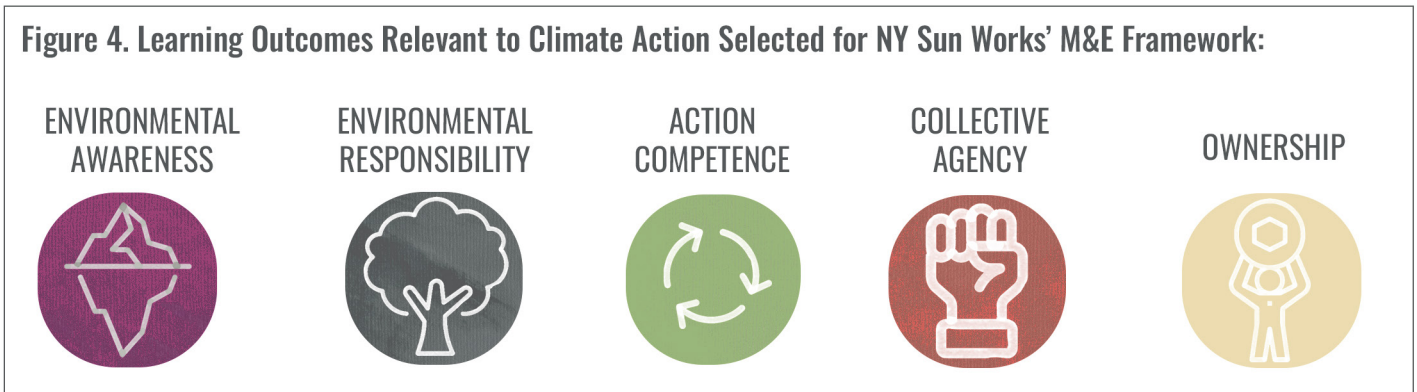 Figure 4. Learning Outcomes Relevant to Climate Action Selected for NY Sun Works’ M&E Framework:
ENVIRONMENTAL
AWARENESS
ENVIRONMENTAL
RESPONSIBILITY
ACTION
COMPETENCE
COLLECTIVE
AGENCY
OWNERSHIP